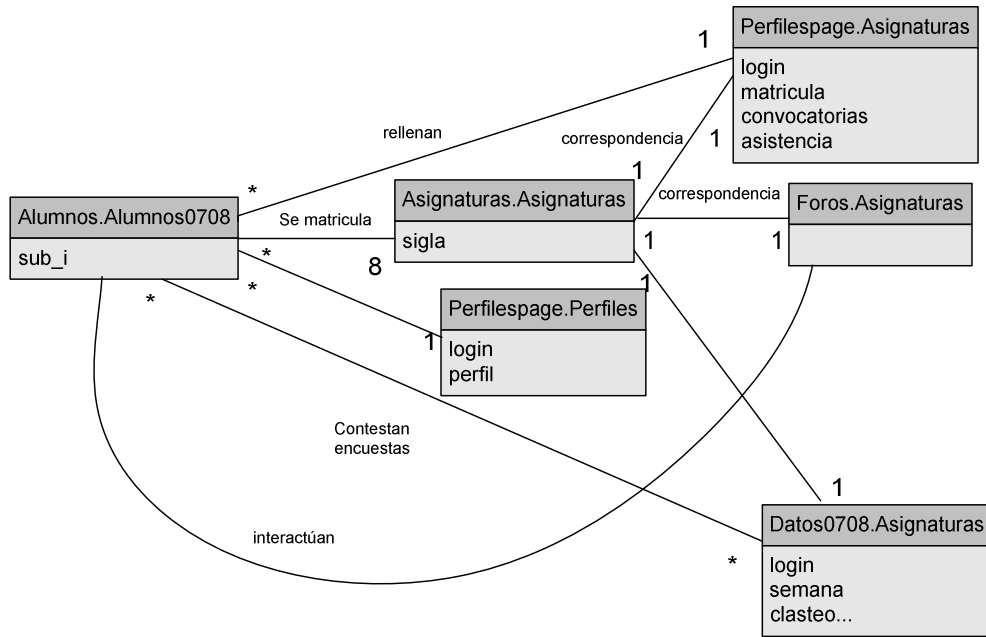 Perfilespage.Asignaturas
login
matricula
convocatorias
asistencia
1
rellenan
correspondencia
1
*
1
correspondencia
Alumnos.Alumnos0708
sub_i
Se matricula
*
8
Asignaturas.Asignaturas
sigla
1
1
Foros.Asignaturas
*
1
Perfilespage.Perfiles
login
perfil
1
*
Contestan
encuestas
interactúan
1
*
Datos0708.Asignaturas
login
semana
clasteo...